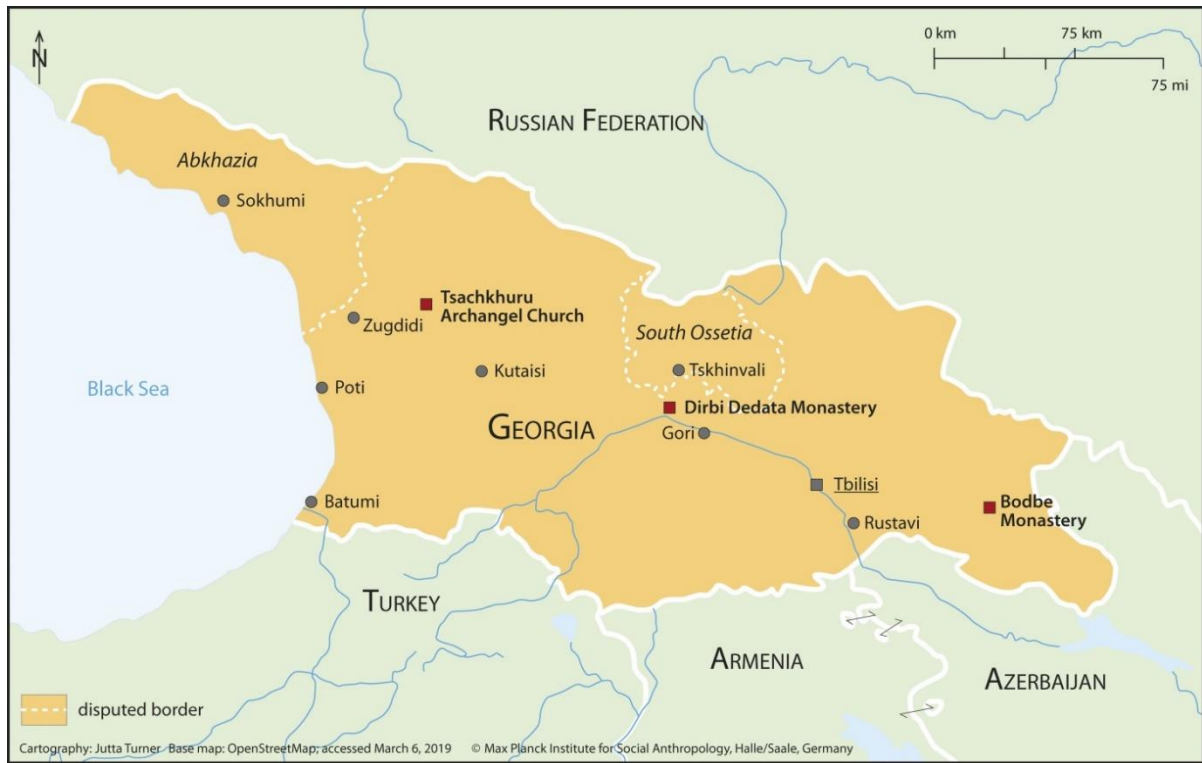 N
0 km 75 km
75 mi
RUSSIAN FEDERATION
Abkhazia
Sokhumi
Tsachkhuru
Archangel Church
Zugdidi
South Ossetia
Tskhinvali
Kutaisi
Black Sea
Poti
Dirbi Dedata Monastery
GEORGIA
Gori
Tbilisi
Batumi
Rustavi
Bodbe
Monastery
TURKEY
ARMENIA
AZERBAIJAN
disputed border
Cartography: Jutta Turner Base map: OpenStreetMap; accessed March 6, 2019 © Max Planck Institute for Social Anthropology, Halle/Saale, Germany